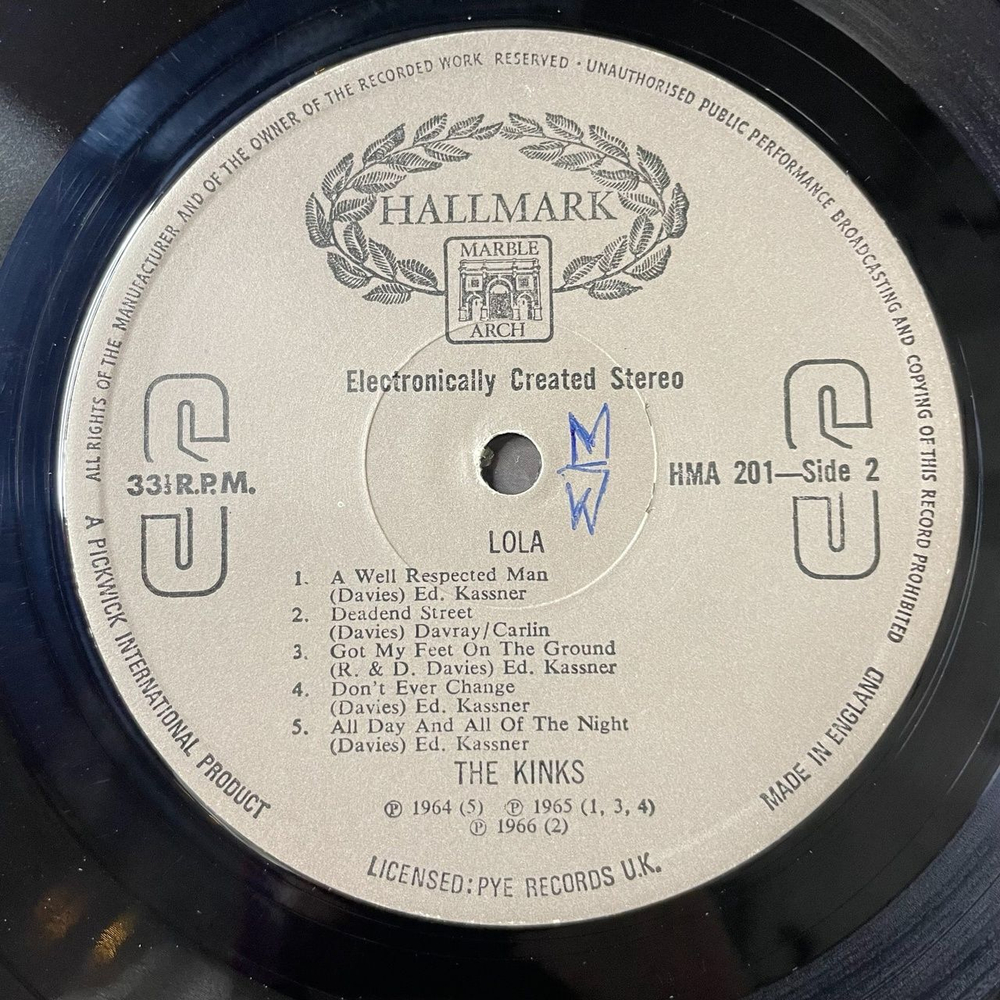 ALL RIGHTS OF THE MANUFACTURER AND OF THE OWNER OF THE RECORDED WORK RESERVED · UNAUTHORISED PUBLIC PERFORMANCE BROADCASTING AND COPYING OF THIS RECORD PROHIBITED
HALLMARK
MARBLE
ARCH
Electronically Created Stereo
M
W
33⅓ R.P.M.
HMA 201—Side 2
LOLA
1. A Well Respected Man
(Davies) Ed. Kassner
2. Deadend Street
(Davies) Davray/Carlin
3. Got My Feet On The Ground
(R. & D. Davies) Ed. Kassner
4. Don't Ever Change
(Davies) Ed. Kassner
5. All Day And All Of The Night
(Davies) Ed. Kassner
THE KINKS
℗ 1964 (5) ℗ 1965 (1, 3, 4)
℗ 1966 (2)
A PICKWICK INTERNATIONAL PRODUCT
LICENSED: PYE RECORDS U.K.
MADE IN ENGLAND